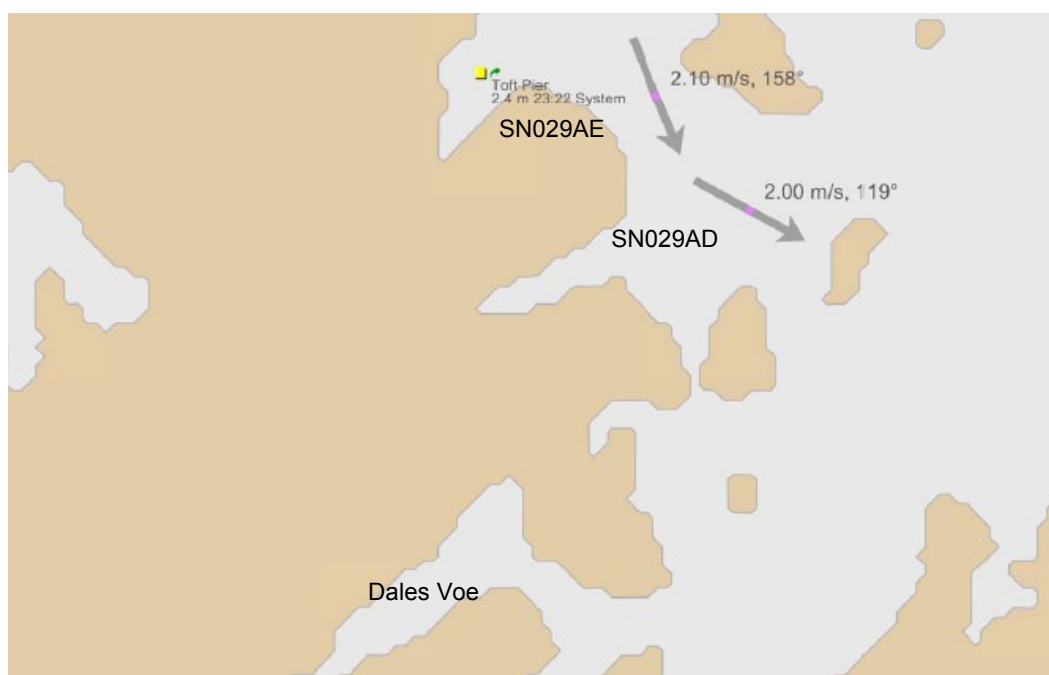 2.10 m/s, 158°
Toft Pier
2.4 m 23:22 System
SN029AE
2.00 m/s, 119°
SN029AD
Dales Voe